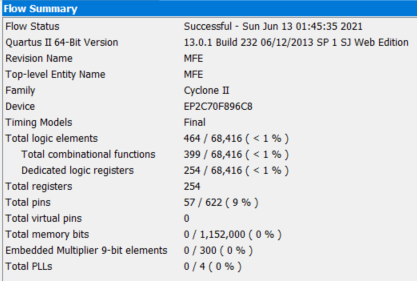 Flow Summary
Flow Status Successful - Sun Jun 13 01:45:35 2021
Quartus II 64-Bit Version 13.0.1 Build 232 06/12/2013 SP 1 SJ Web Edition
Revision Name MFE
Top-level Entity Name MFE
Family Cyclone II
Device EP2C70F896C8
Timing Models Final
Total logic elements 464 / 68,416 ( < 1 % )
Total combinational functions 399 / 68,416 ( < 1 % )
Dedicated logic registers 254 / 68,416 ( < 1 % )
Total registers 254
Total pins 57 / 622 ( 9 % )
Total virtual pins 0
Total memory bits 0 / 1,152,000 ( 0 % )
Embedded Multiplier 9-bit elements 0 / 300 ( 0 % )
Total PLLs 0 / 4 ( 0 % )